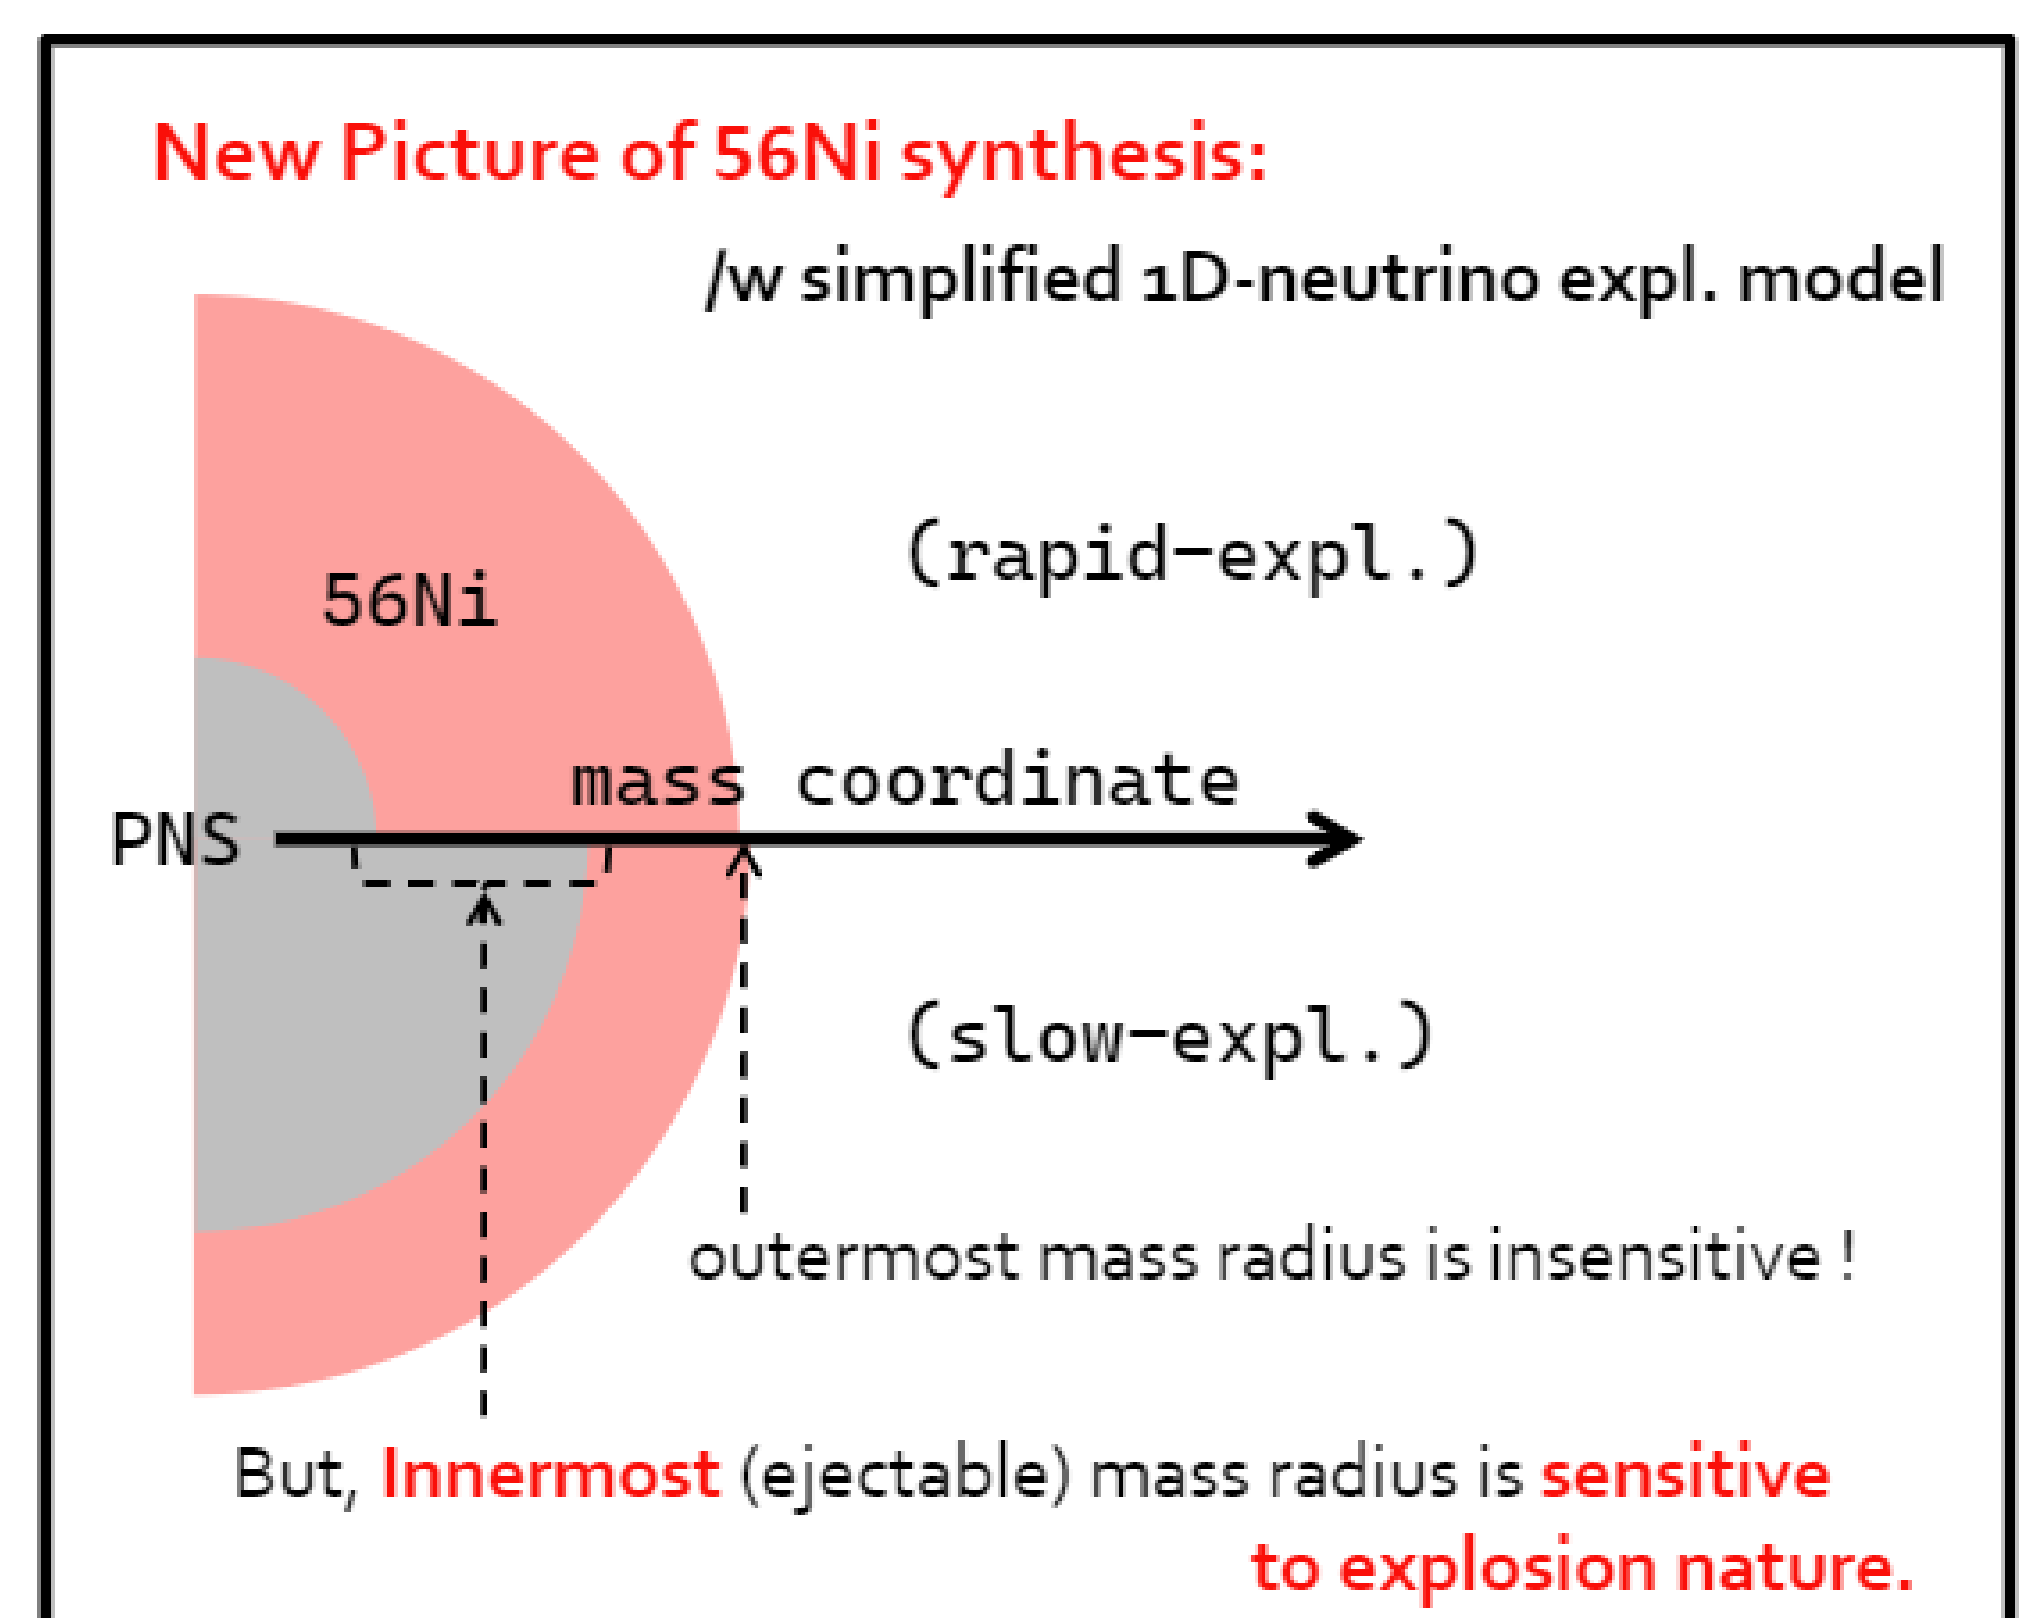 New Picture of 56Ni synthesis:
/w simplified 1D-neutrino expl. model
(rapid-expl.)
56Ni
mass coordinate
PNS
(slow-expl.)
outermost mass radius is insensitive !
But, Innermost (ejectable) mass radius is sensitive
to explosion nature.